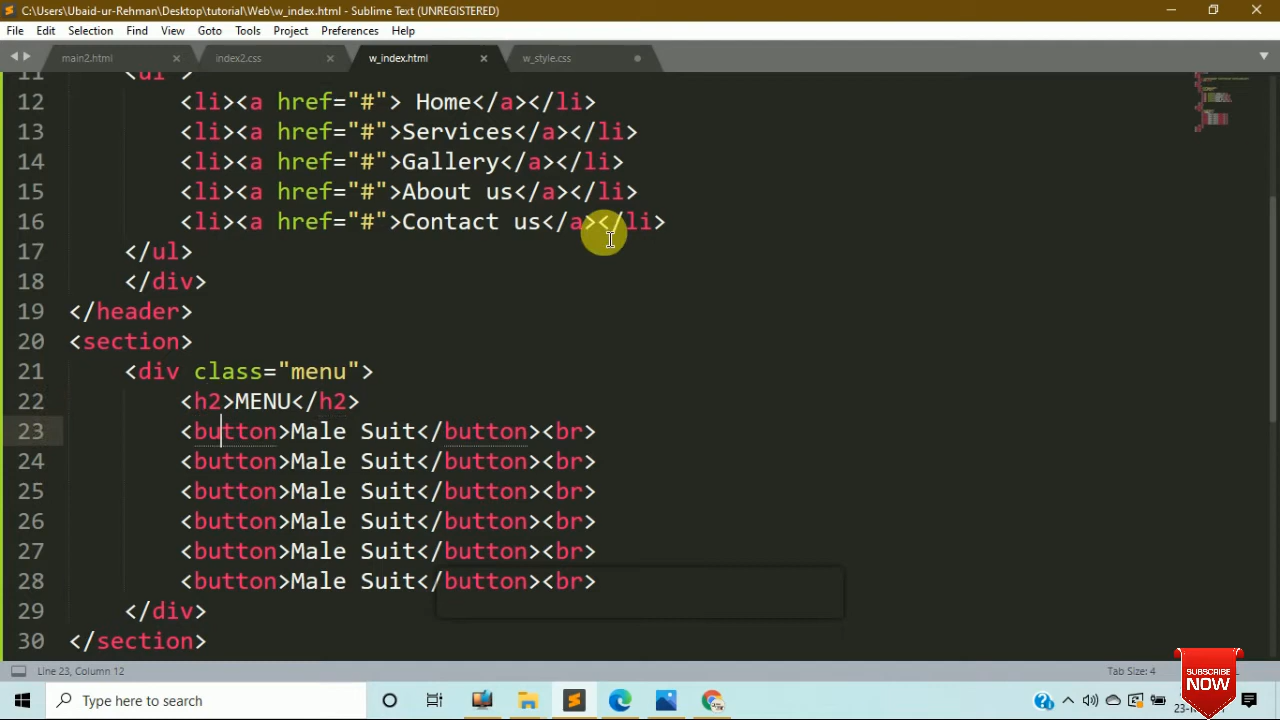 C:\Users\Ubaid-ur-Rehman\Desktop\tutorial\Web\w_index.html - Sublime Text (UNREGISTERED)
File Edit Selection Find View Goto Tools Project Preferences Help
main2.html index2.css w_index.html w_style.css
11 <ul
12 <li><a href="#"> Home</a></li>
13 <li><a href="#">Services</a></li>
14 <li><a href="#">Gallery</a></li>
15 <li><a href="#">About us</a></li>
16 <li><a href="#">Contact us</a></li>
17 </ul>
18 </div>
19 </header>
20 <section>
21 <div class="menu">
22 <h2>MENU</h2>
23 <button>Male Suit</button><br>
24 <button>Male Suit</button><br>
25 <button>Male Suit</button><br>
26 <button>Male Suit</button><br>
27 <button>Male Suit</button><br>
28 <button>Male Suit</button><br>
29 </div>
30 </section>
Line 23, Column 12 Tab Size: 4
Type here to search
SUBSCRIBE
NOW